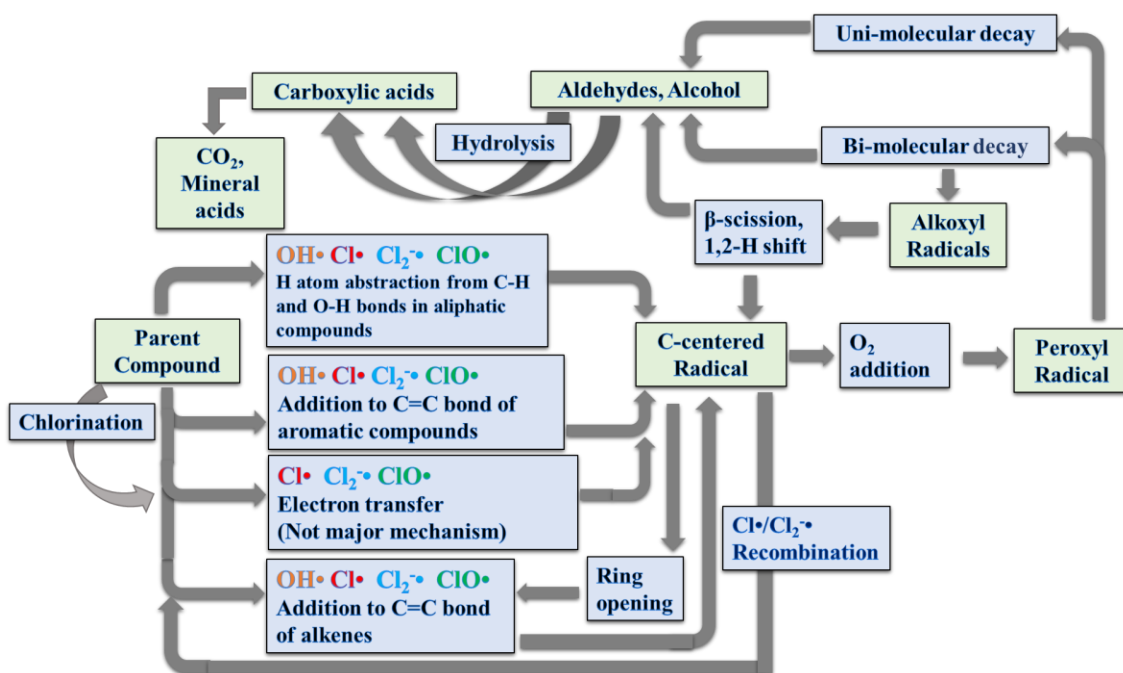 Uni-molecular decay
Carboxylic acids
Aldehydes, Alcohol
Hydrolysis
Bi-molecular decay
CO₂,
Mineral
acids
β-scission,
1,2-H shift
Alkoxyl
Radicals
OH• Cl• Cl₂⁻• ClO•
H atom abstraction from C-H
and O-H bonds in aliphatic
compounds
Parent
Compound
C-centered
Radical
O₂
addition
Peroxyl
Radical
OH• Cl• Cl₂⁻• ClO•
Addition to C=C bond of
aromatic compounds
Chlorination
Cl• Cl₂⁻• ClO•
Electron transfer
(Not major mechanism)
Cl•/Cl₂⁻•
Recombination
OH• Cl• Cl₂⁻• ClO•
Addition to C=C bond
of alkenes
Ring
opening